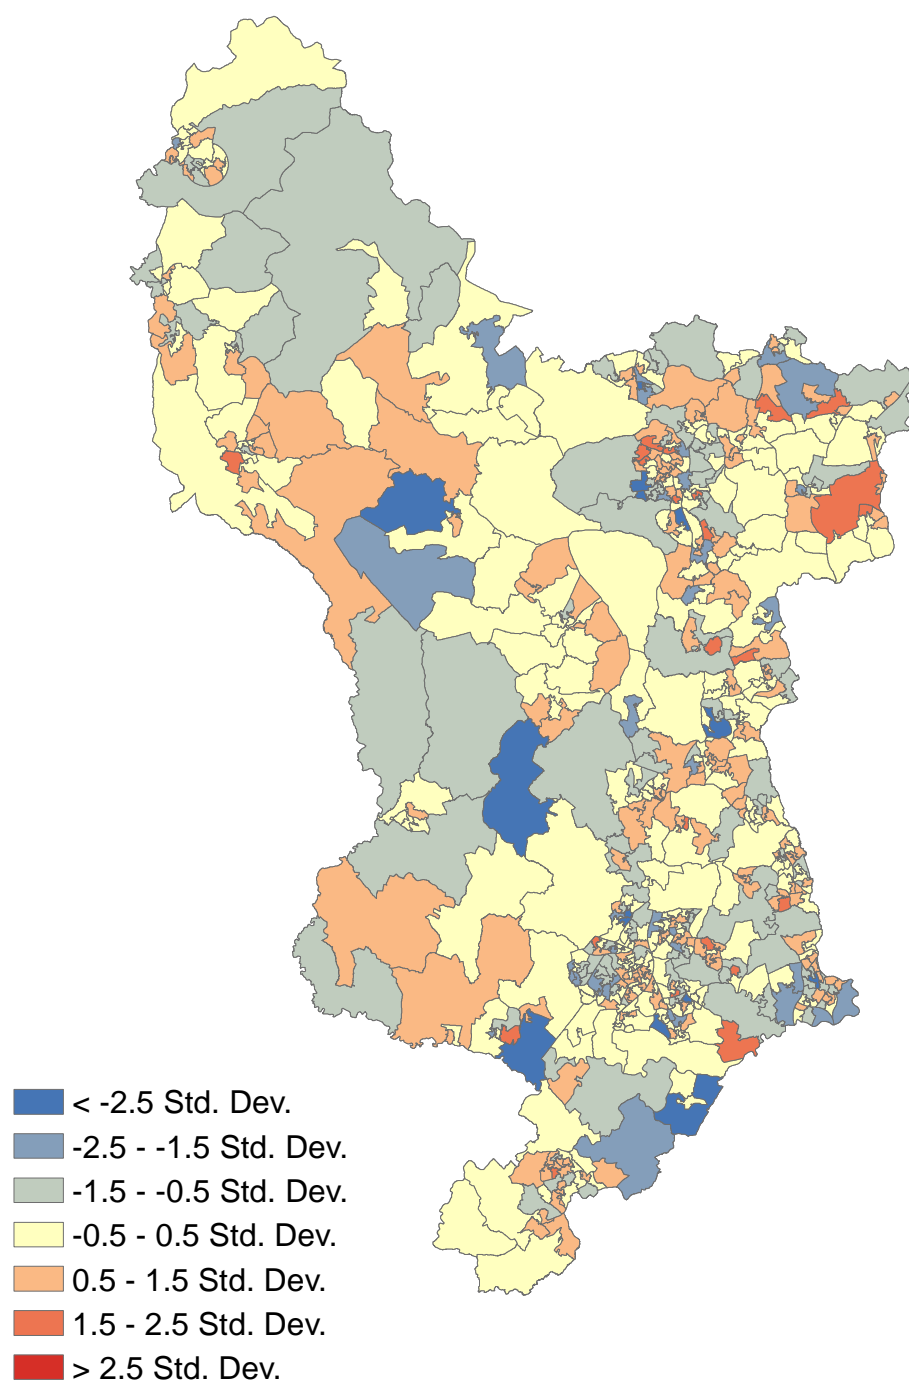 < -2.5 Std. Dev.
-2.5 - -1.5 Std. Dev.
-1.5 - -0.5 Std. Dev.
-0.5 - 0.5 Std. Dev.
0.5 - 1.5 Std. Dev.
1.5 - 2.5 Std. Dev.
> 2.5 Std. Dev.